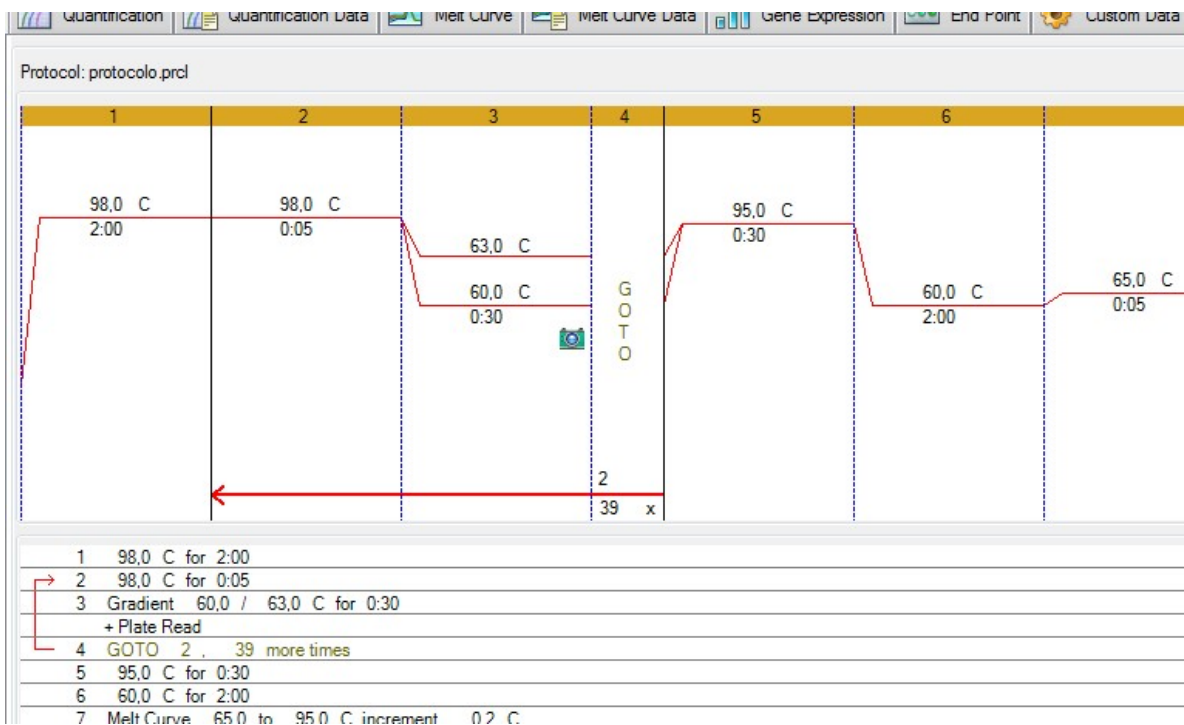 Quantification Quantification Data Melt Curve Melt Curve Data Gene Expression End Point Custom Data
Protocol: protocolo.prcl
1 2 3 4 5 6
98,0 C
2:00
98,0 C
0:05
63,0 C
60,0 C
0:30
GOTO
2
39 x
95,0 C
0:30
60,0 C
2:00
65,0 C
0:05
1 98,0 C for 2:00
2 98,0 C for 0:05
3 Gradient 60,0 / 63,0 C for 0:30
+ Plate Read
4 GOTO 2 , 39 more times
5 95,0 C for 0:30
6 60,0 C for 2:00
7 Melt Curve 65,0 to 95,0 C increment 0,2 C